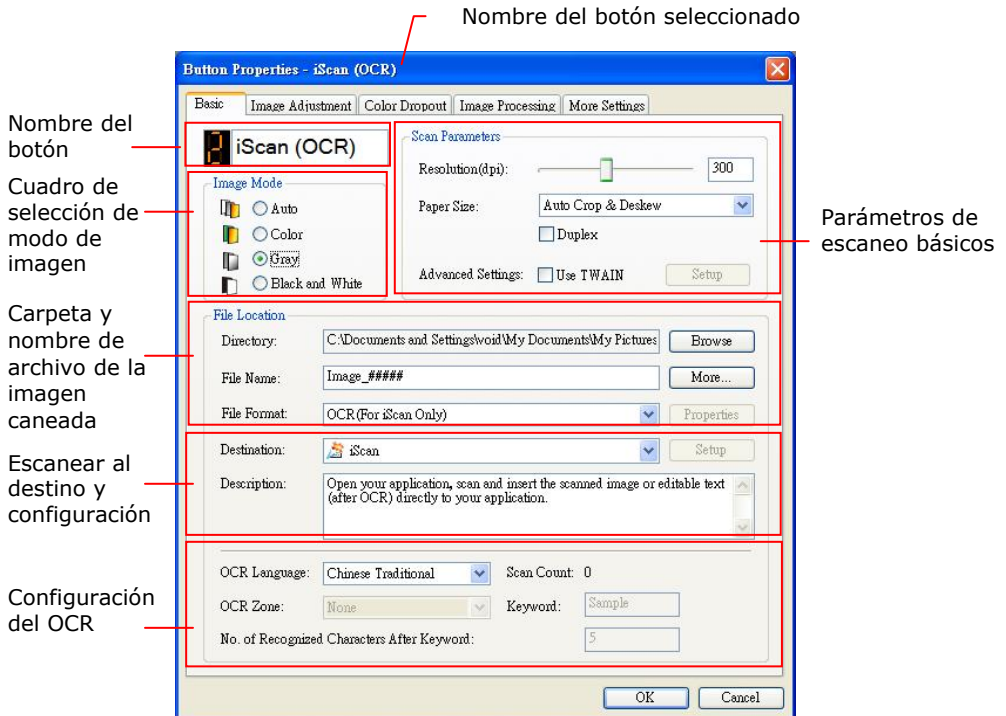 Nombre del botón seleccionado
Button Properties - iScan (OCR)
Basic Image Adjustment Color Dropout Image Processing More Settings
Nombre del
botón
iScan (OCR)
Cuadro de
selección de
modo de
imagen
Image Mode
Auto
Color
Gray
Black and White
Scan Parameters
Resolution(dpi): 300
Paper Size: Auto Crop & Deskew
Duplex
Advanced Settings: Use TWAIN Setup
Parámetros de
escaneo básicos
Carpeta y
nombre de
archivo de la
imagen
caneada
File Location
Directory: C:\Documents and Settings\void\My Documents\My Pictures Browse
File Name: Image_##### More...
File Format: OCR(For iScan Only) Properties
Escanear al
destino y
configuración
Destination: iScan Setup
Description: Open your application, scan and insert the scanned image or editable text
(after OCR) directly to your application.
Configuración
del OCR
OCR Language: Chinese Traditional Scan Count: 0
OCR Zone: None Keyword: Sample
No. of Recognized Characters After Keyword: 5
OK Cancel